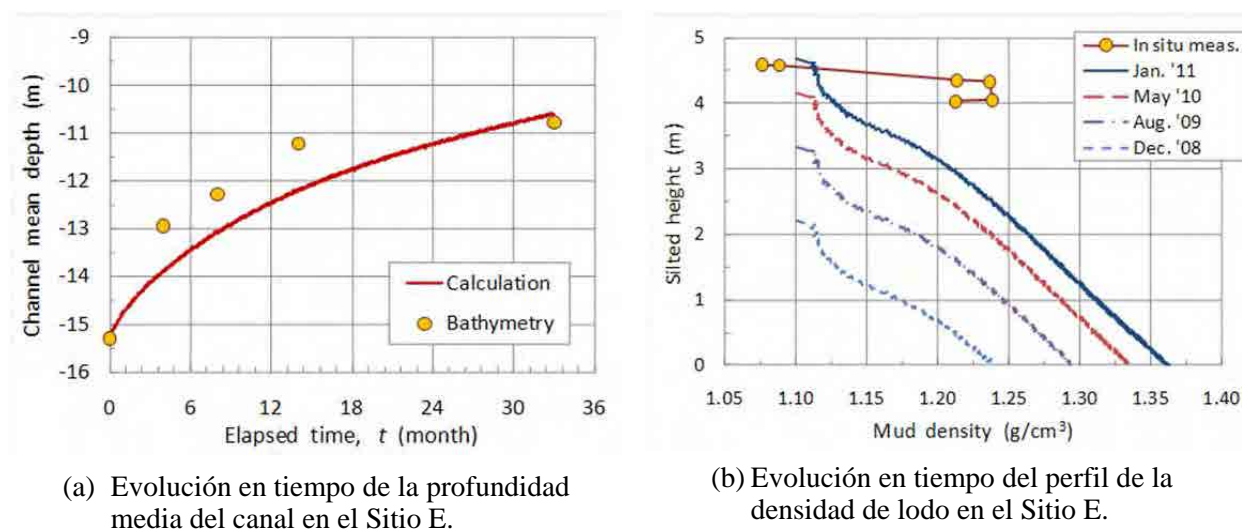 -9
-10
-11
-12
-13
-14
-15
-16
Channel mean depth (m)
Calculation
Bathymetry
0 6 12 18 24 30 36
Elapsed time, t (month)
(a) Evolución en tiempo de la profundidad
media del canal en el Sitio E.
5
4
3
2
1
0
Silted height (m)
In situ meas.
Jan. '11
May '10
Aug. '09
Dec. '08
1.05 1.10 1.15 1.20 1.25 1.30 1.35 1.40
Mud density (g/cm³)
(b) Evolución en tiempo del perfil de la
densidad de lodo en el Sitio E.